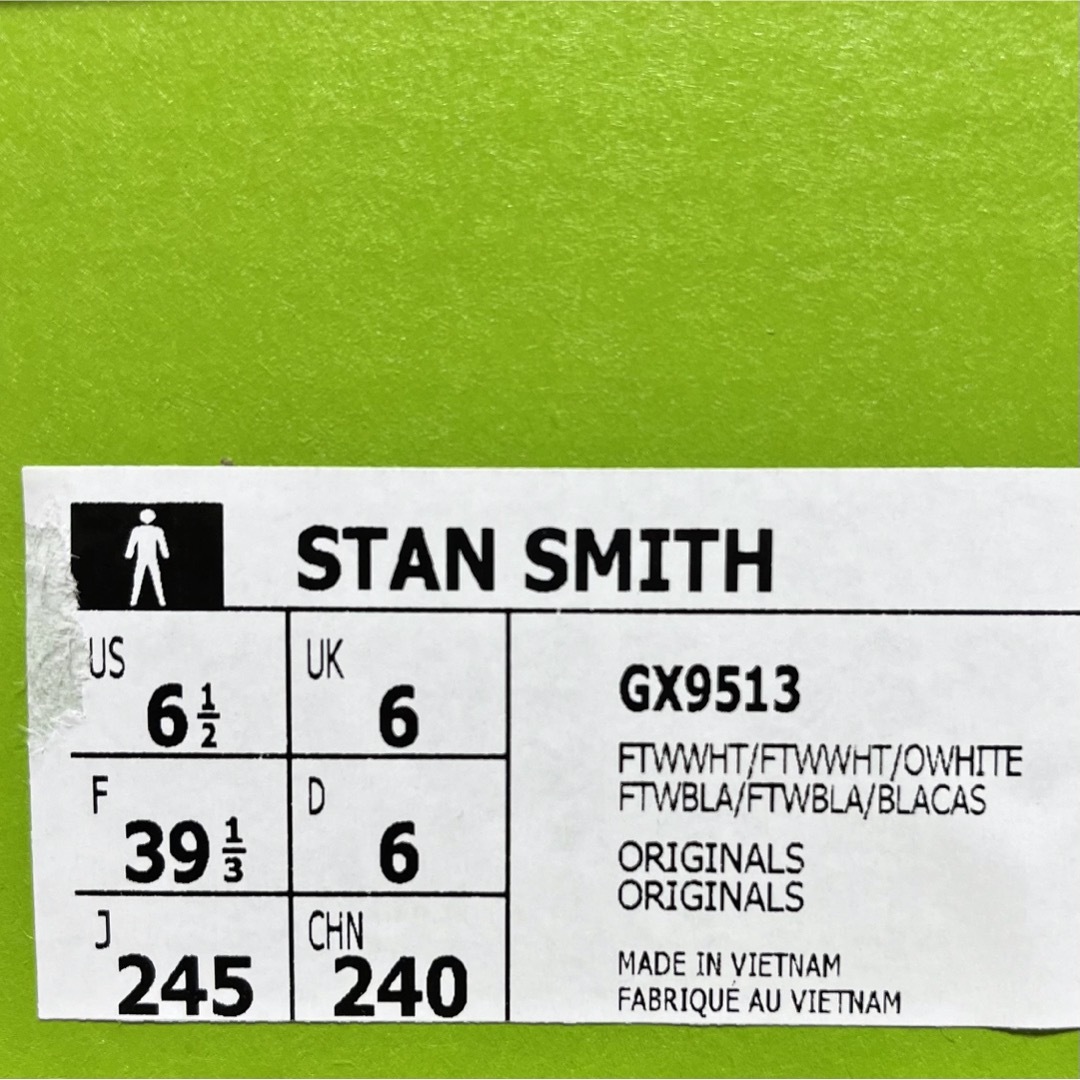 STAN SMITH
US 6 1/2
UK 6
F 39 1/3
D 6
J 245
CHN 240
GX9513
FTWWHT/FTWWHT/OWHITE
FTWBLA/FTWBLA/BLACAS
ORIGINALS
ORIGINALS
MADE IN VIETNAM
FABRIQUÉ AU VIETNAM